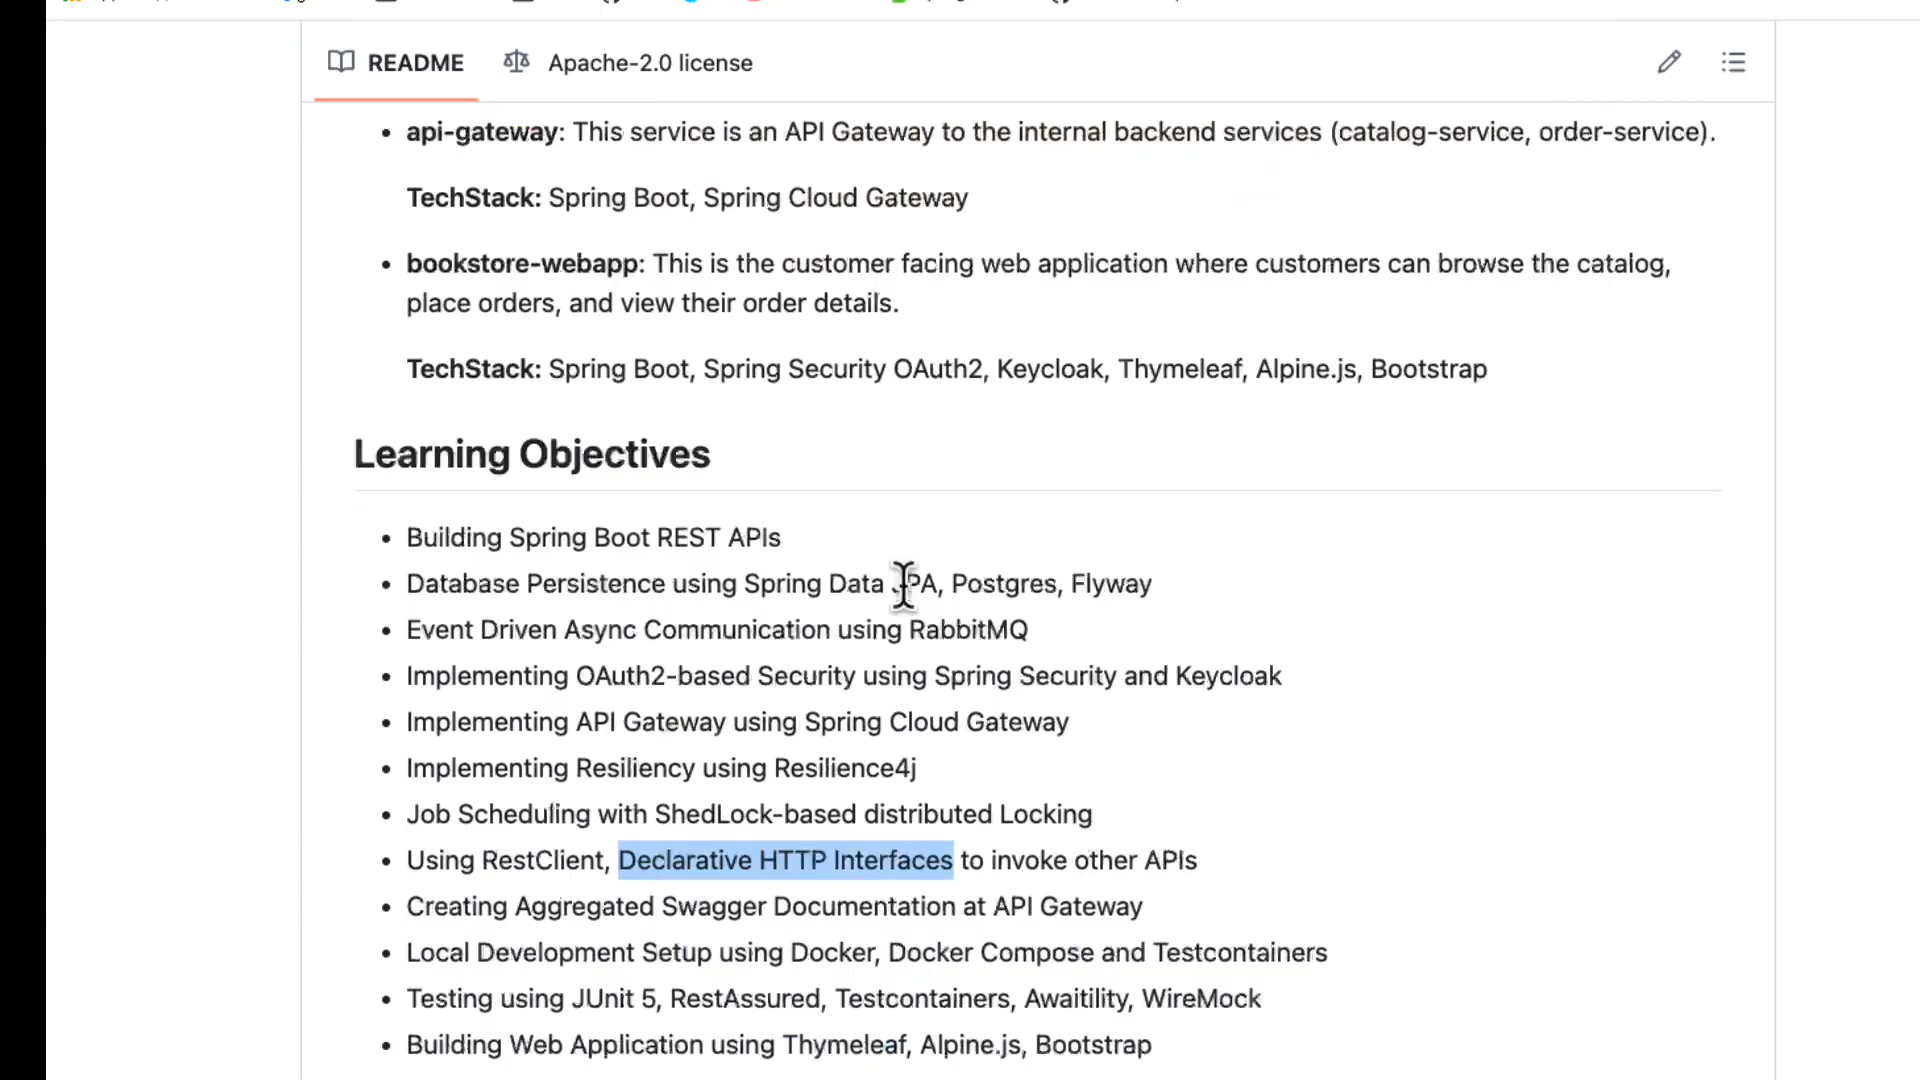 README Apache-2.0 license
api-gateway: This service is an API Gateway to the internal backend services (catalog-service, order-service).
TechStack: Spring Boot, Spring Cloud Gateway
bookstore-webapp: This is the customer facing web application where customers can browse the catalog,
place orders, and view their order details.
TechStack: Spring Boot, Spring Security OAuth2, Keycloak, Thymeleaf, Alpine.js, Bootstrap
Learning Objectives
Building Spring Boot REST APIs
Database Persistence using Spring Data JPA, Postgres, Flyway
Event Driven Async Communication using RabbitMQ
Implementing OAuth2-based Security using Spring Security and Keycloak
Implementing API Gateway using Spring Cloud Gateway
Implementing Resiliency using Resilience4j
Job Scheduling with ShedLock-based distributed Locking
Using RestClient, Declarative HTTP Interfaces to invoke other APIs
Creating Aggregated Swagger Documentation at API Gateway
Local Development Setup using Docker, Docker Compose and Testcontainers
Testing using JUnit 5, RestAssured, Testcontainers, Awaitility, WireMock
Building Web Application using Thymeleaf, Alpine.js, Bootstrap